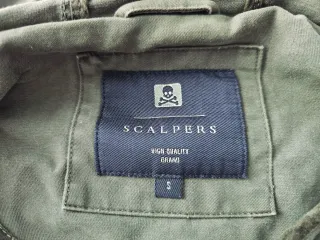 SCALPERS
HIGH QUALITY
BRAND
S